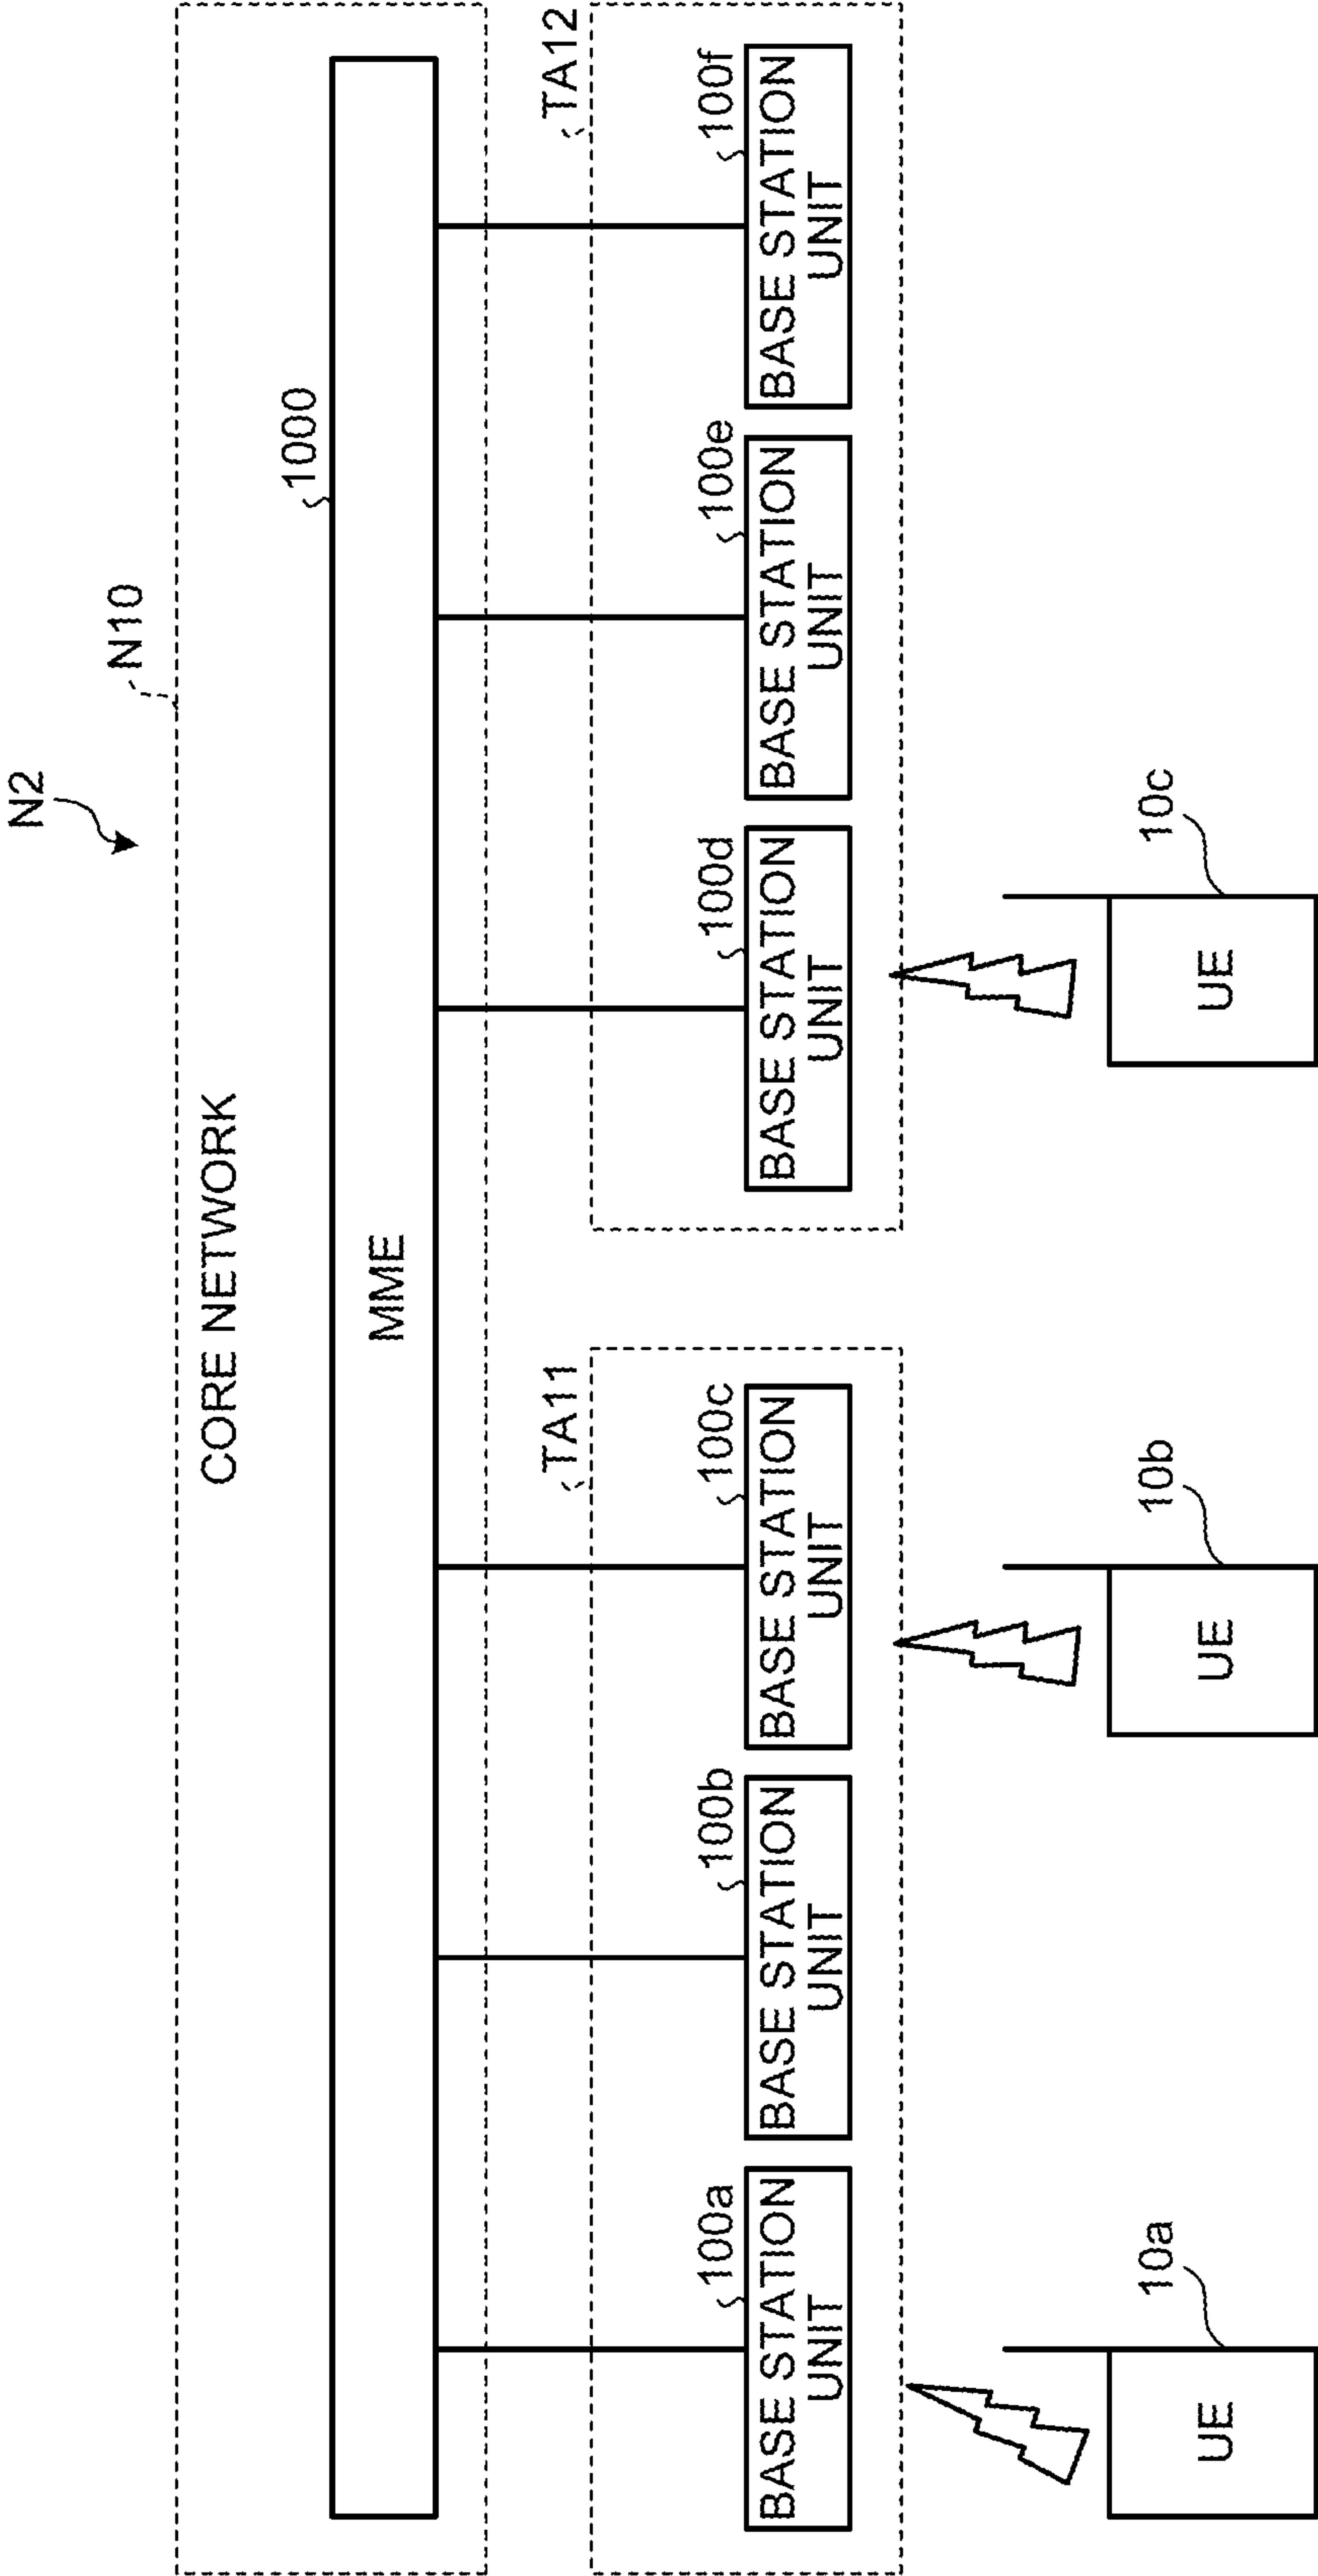 N2
N10
CORE NETWORK
1000
MME
TA11
TA12
100a
100b
100c
100d
100e
100f
BASE STATION
UNIT
BASE STATION
UNIT
BASE STATION
UNIT
BASE STATION
UNIT
BASE STATION
UNIT
BASE STATION
UNIT
10a
10b
10c
UE
UE
UE